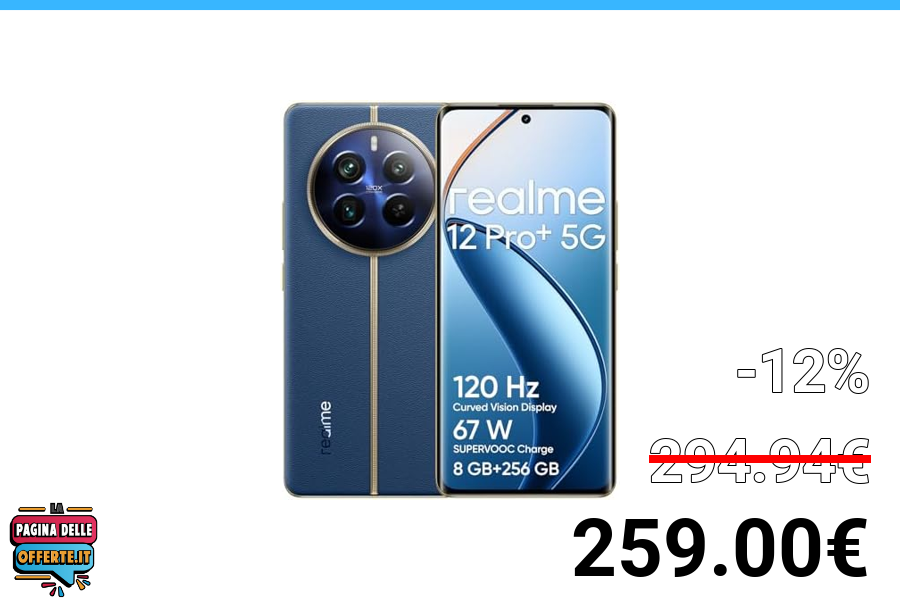 120X
realme
realme
12 Pro+ 5G
120 Hz
Curved Vision Display
67 W
SUPERVOOC Charge
8 GB+256 GB
-12%
294.94€
259.00€
LA
PAGINA DELLE
OFFERTE.IT